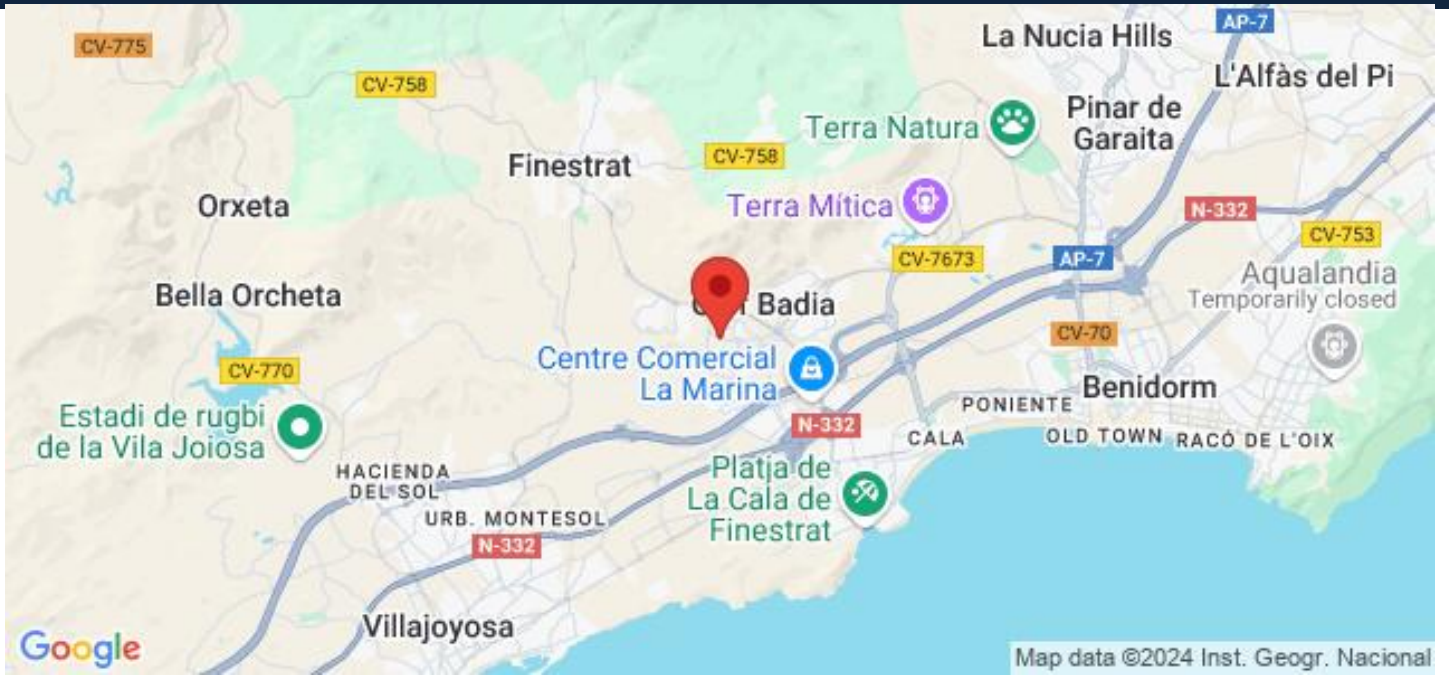 CV-775
La Nucia Hills
AP-7
L'Alfàs del Pi
CV-758
Pinar de
Garaita
Terra Natura
Finestrat
CV-758
Orxeta
Terra Mítica
N-332
CV-753
CV-7673
AP-7
Aqualandia
Temporarily closed
Bella Orcheta
Badia
CV-70
Centre Comercial
La Marina
CV-770
Benidorm
PONIENTE
Estadi de rugbi
de la Vila Joiosa
N-332
CALA
OLD TOWN
RACÓ DE L'OIX
HACIENDA
DEL SOL
Platja de
La Cala de
Finestrat
URB. MONTESOL
N-332
Villajoyosa
Google
Map data ©2024 Inst. Geogr. Nacional